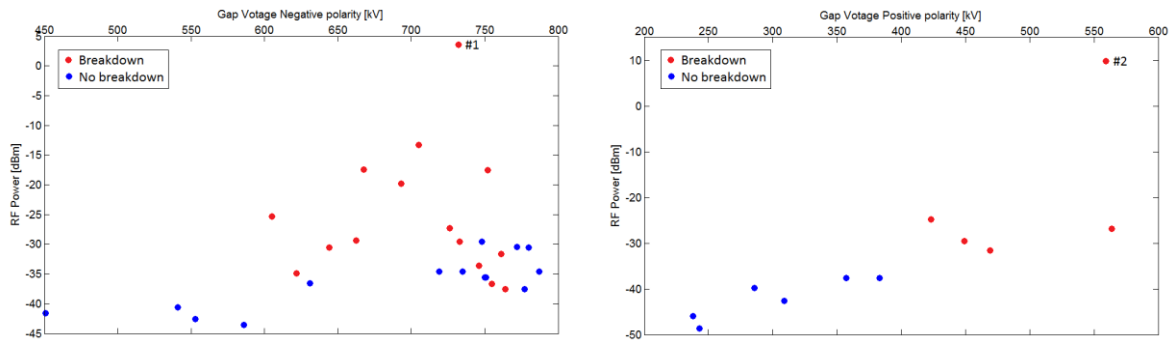 Gap Votage Negative polarity [kV]
450 500 550 600 650 700 750 800
5
0
-5
-10
-15
-20
-25
-30
-35
-40
-45
RF Power [dBm]
Breakdown
No breakdown
#1
Gap Votage Positive polarity [kV]
200 250 300 350 400 450 500 550 600
10
0
-10
-20
-30
-40
-50
RF Power [dBm]
Breakdown
No breakdown
#2